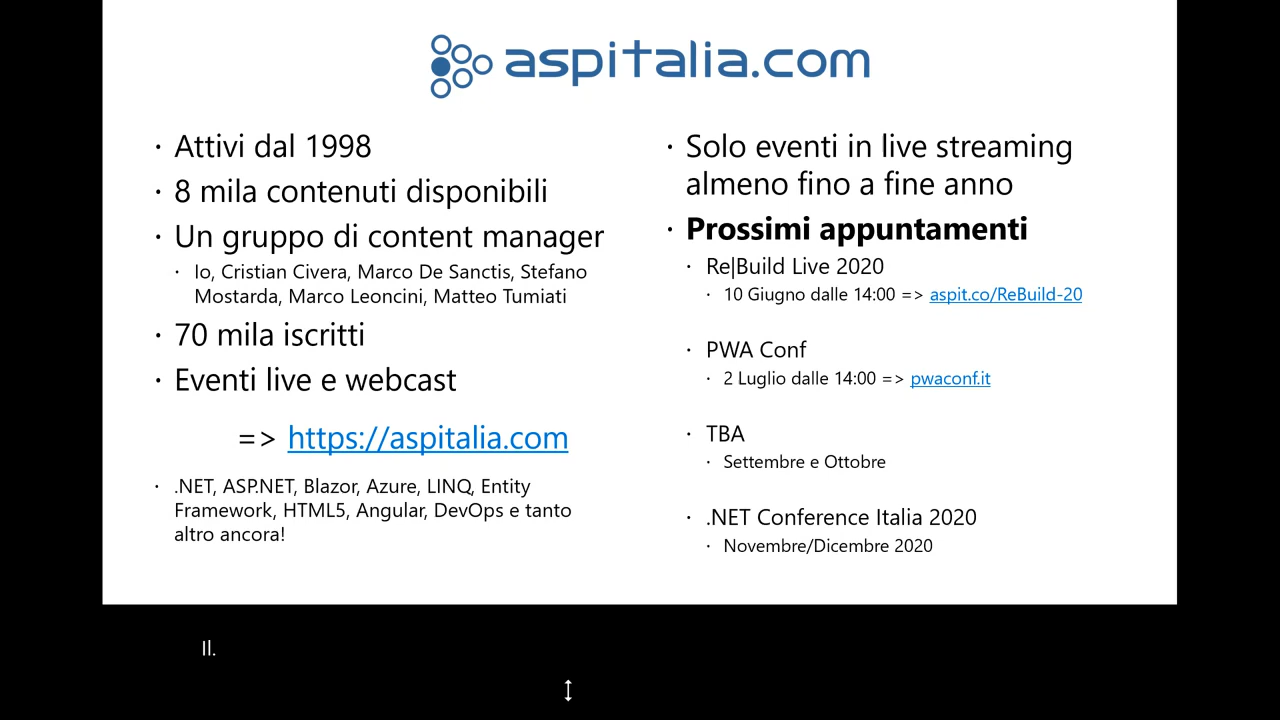 aspitalia.com
· Attivi dal 1998
· 8 mila contenuti disponibili
· Un gruppo di content manager
· Io, Cristian Civera, Marco De Sanctis, Stefano
Mostarda, Marco Leoncini, Matteo Tumiati
· 70 mila iscritti
· Eventi live e webcast
=> https://aspitalia.com
· .NET, ASP.NET, Blazor, Azure, LINQ, Entity
Framework, HTML5, Angular, DevOps e tanto
altro ancora!
· Solo eventi in live streaming
almeno fino a fine anno
· Prossimi appuntamenti
· Re|Build Live 2020
· 10 Giugno dalle 14:00 => aspit.co/ReBuild-20
· PWA Conf
· 2 Luglio dalle 14:00 => pwaconf.it
· TBA
· Settembre e Ottobre
· .NET Conference Italia 2020
· Novembre/Dicembre 2020
Il.